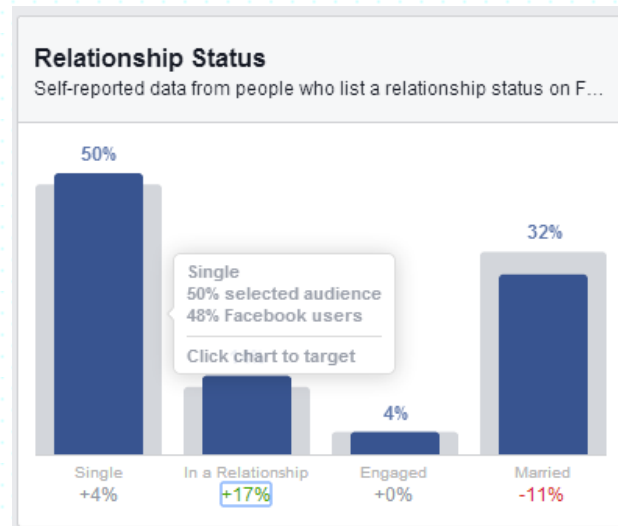 Relationship Status
Self-reported data from people who list a relationship status on F...
50%
32%
Single
50% selected audience
48% Facebook users
Click chart to target
4%
Single In a Relationship Engaged Married
+4% +17% +0% -11%